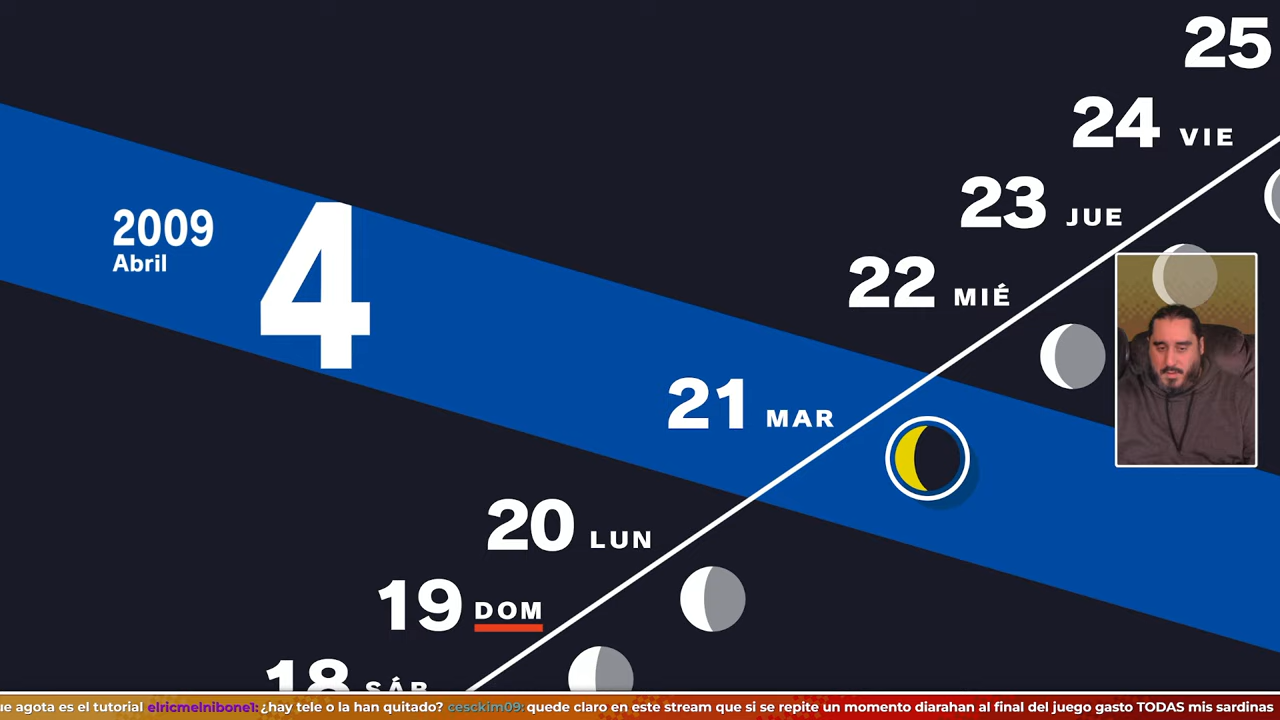 25
24 VIE
23 JUE
22 MIÉ
2009
Abril
4
21 MAR
20 LUN
19 DOM
18 SÁB
ue agota es el tutorial elricmelnibone1: ¿hay tele o la han quitado? cesckim09: quede claro en este stream que si se repite un momento diarahan al final del juego gasto TODAS mis sardinas